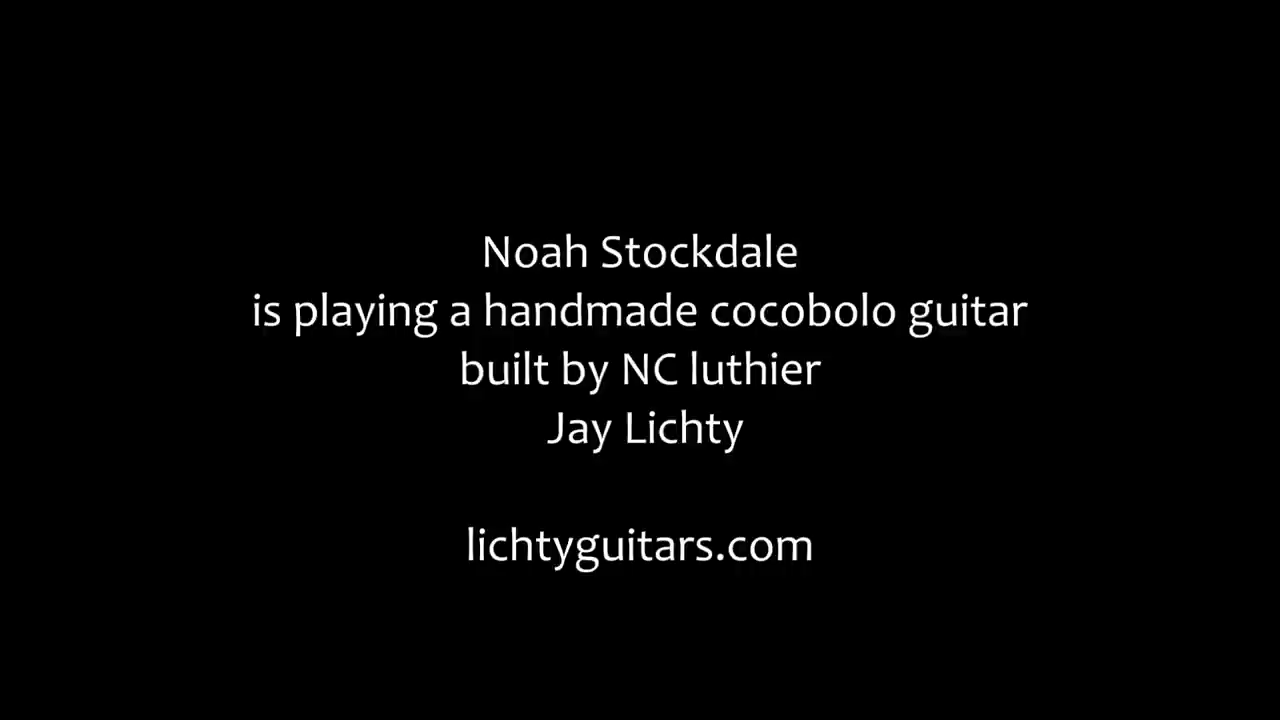 Noah Stockdale
is playing a handmade cocobolo guitar
built by NC luthier
Jay Lichty
lichtyguitars.com